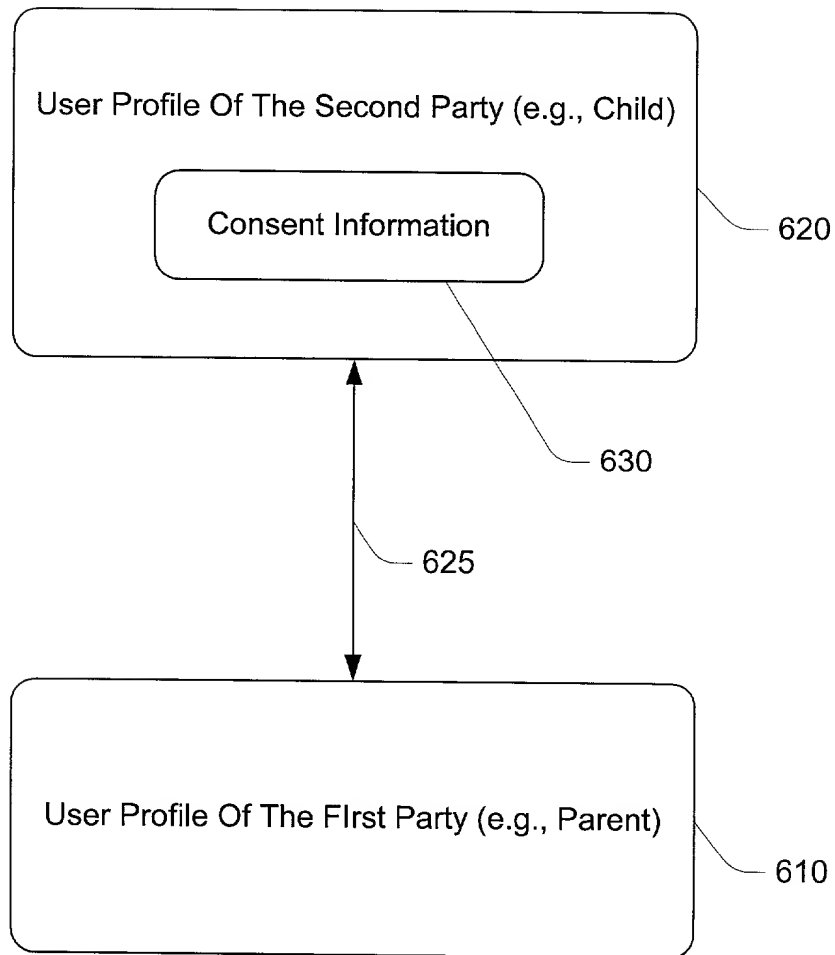 User Profile Of The Second Party (e.g., Child)
Consent Information
620
630
625
User Profile Of The FIrst Party (e.g., Parent)
610